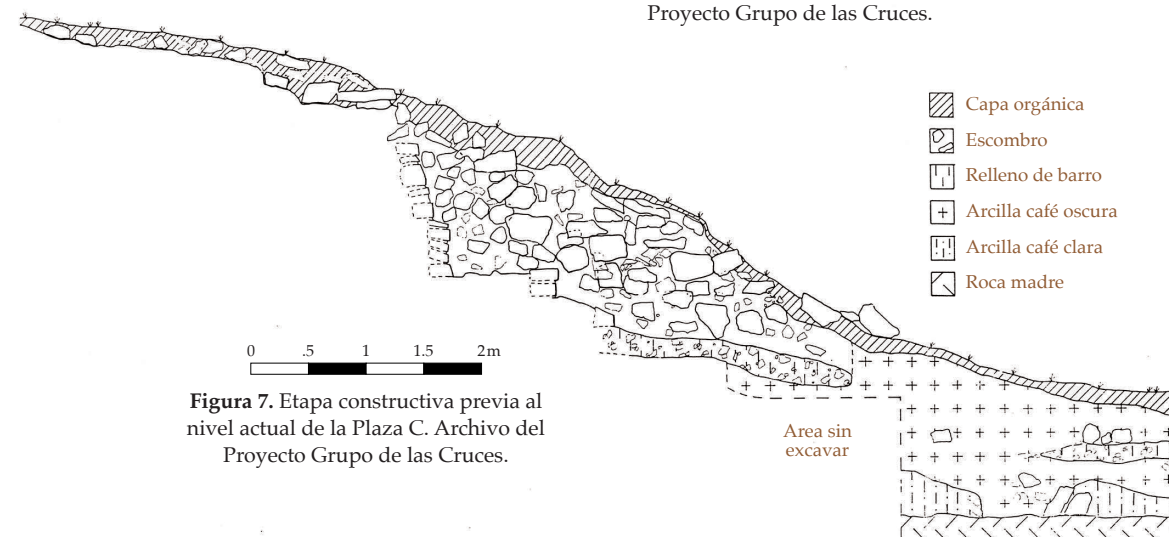 Proyecto Grupo de las Cruces.
Capa orgánica
Escombro
Relleno de barro
Arcilla café oscura
Arcilla café clara
Roca madre
0 .5 1 1.5 2m
Figura 7. Etapa constructiva previa al
nivel actual de la Plaza C. Archivo del
Proyecto Grupo de las Cruces.
Area sin
excavar